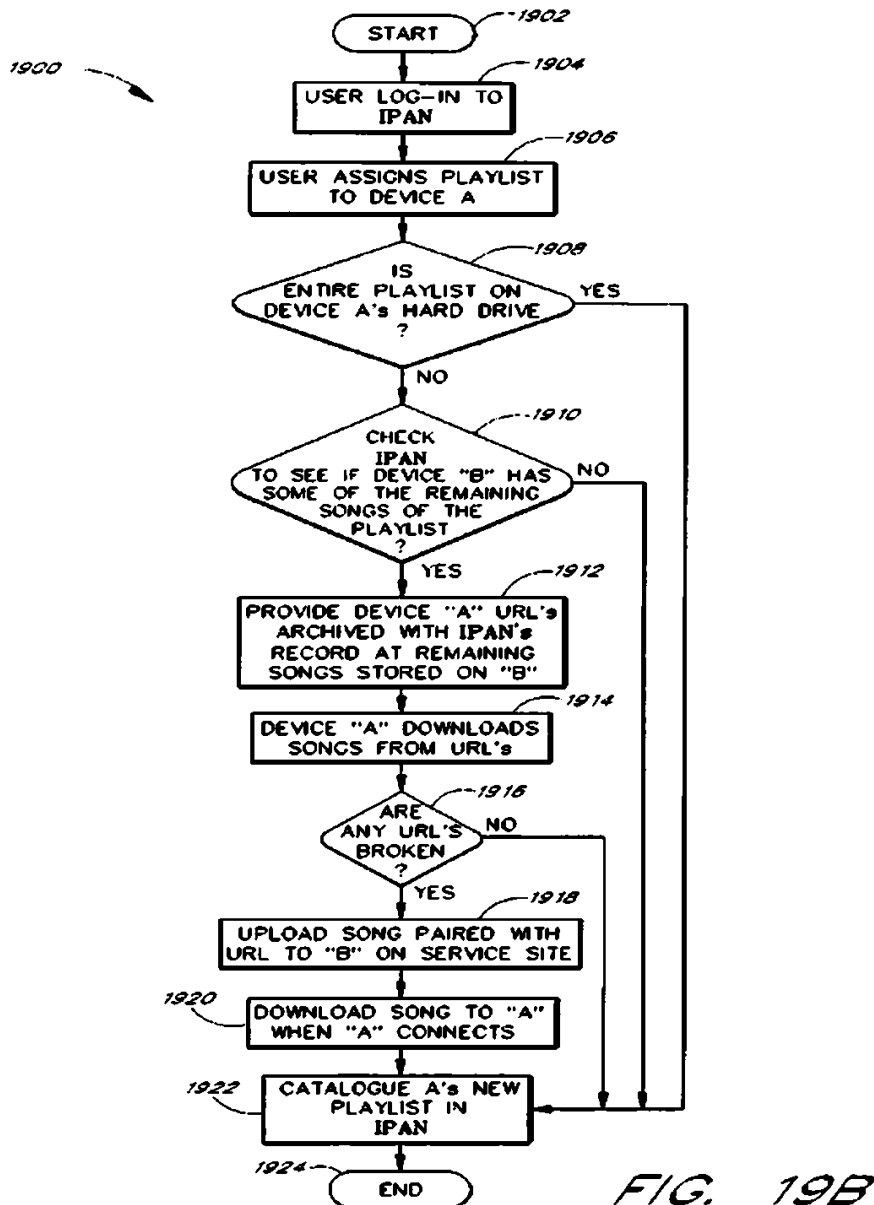 1902
START
1900
1904
USER LOG-IN TO
IPAN
1906
USER ASSIGNS PLAYLIST
TO DEVICE A
1908
IS
ENTIRE PLAYLIST ON
DEVICE A's HARD DRIVE
?
YES
NO
1910
CHECK
IPAN
TO SEE IF DEVICE "B" HAS
SOME OF THE REMAINING
SONGS OF THE
PLAYLIST
?
NO
YES
1912
PROVIDE DEVICE "A" URL's
ARCHIVED WITH IPAN's
RECORD AT REMAINING
SONGS STORED ON "B"
1914
DEVICE "A" DOWNLOADS
SONGS FROM URL's
1916
ARE
ANY URL'S
BROKEN
?
NO
YES
1918
UPLOAD SONG PAIRED WITH
URL TO "B" ON SERVICE SITE
1920
DOWNLOAD SONG TO "A"
WHEN "A" CONNECTS
1922
CATALOGUE A's NEW
PLAYLIST IN
IPAN
1924
END
FIG. 19B